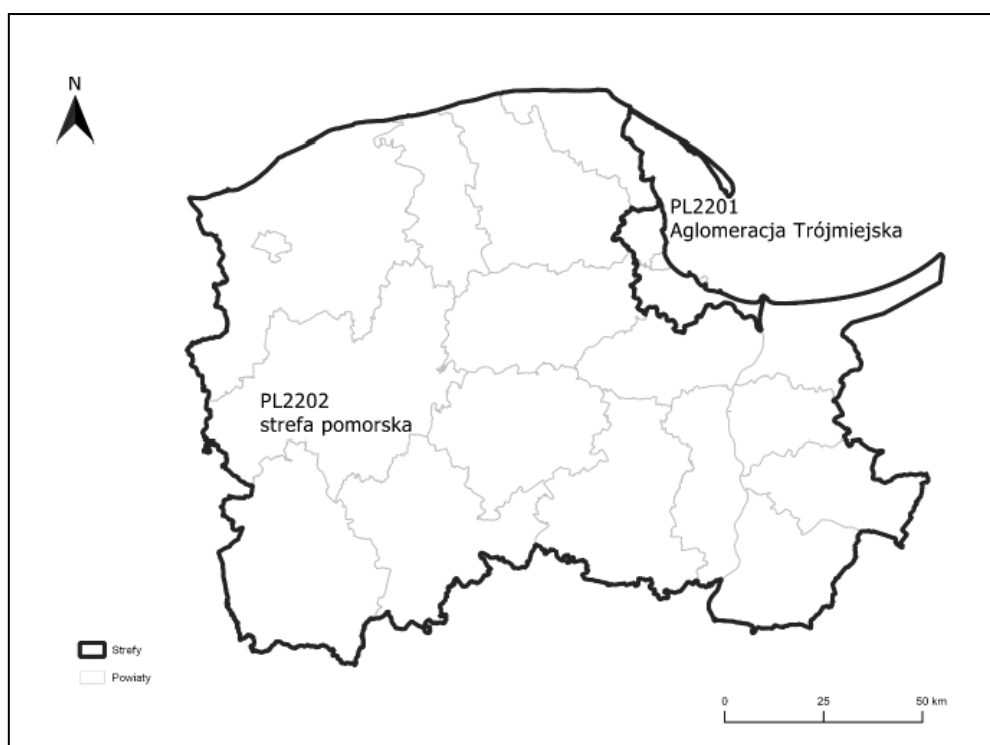 N
PL2201
Aglomeracja Trójmiejska
PL2202
strefa pomorska
Strefy
Powiaty
0 25 50 km